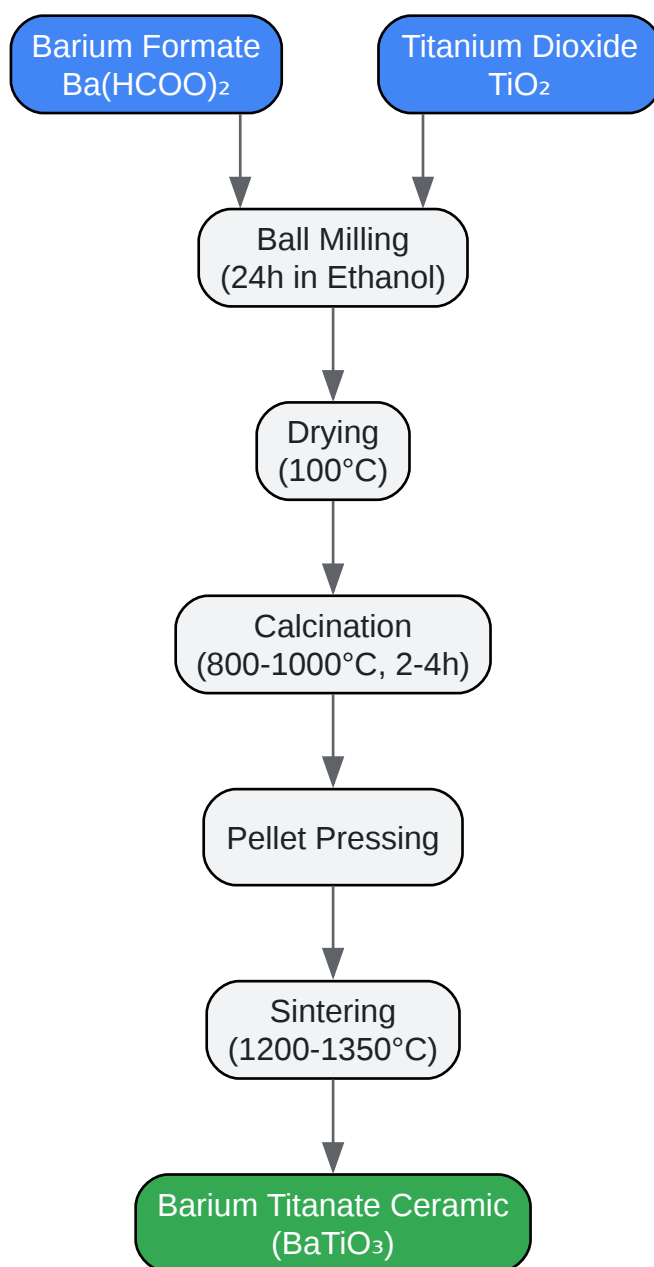 Barium Formate
Ba(HCOO)₂
Titanium Dioxide
TiO₂
Ball Milling
(24h in Ethanol)
Drying
(100°C)
Calcination
(800-1000°C, 2-4h)
Pellet Pressing
Sintering
(1200-1350°C)
Barium Titanate Ceramic
(BaTiO₃)